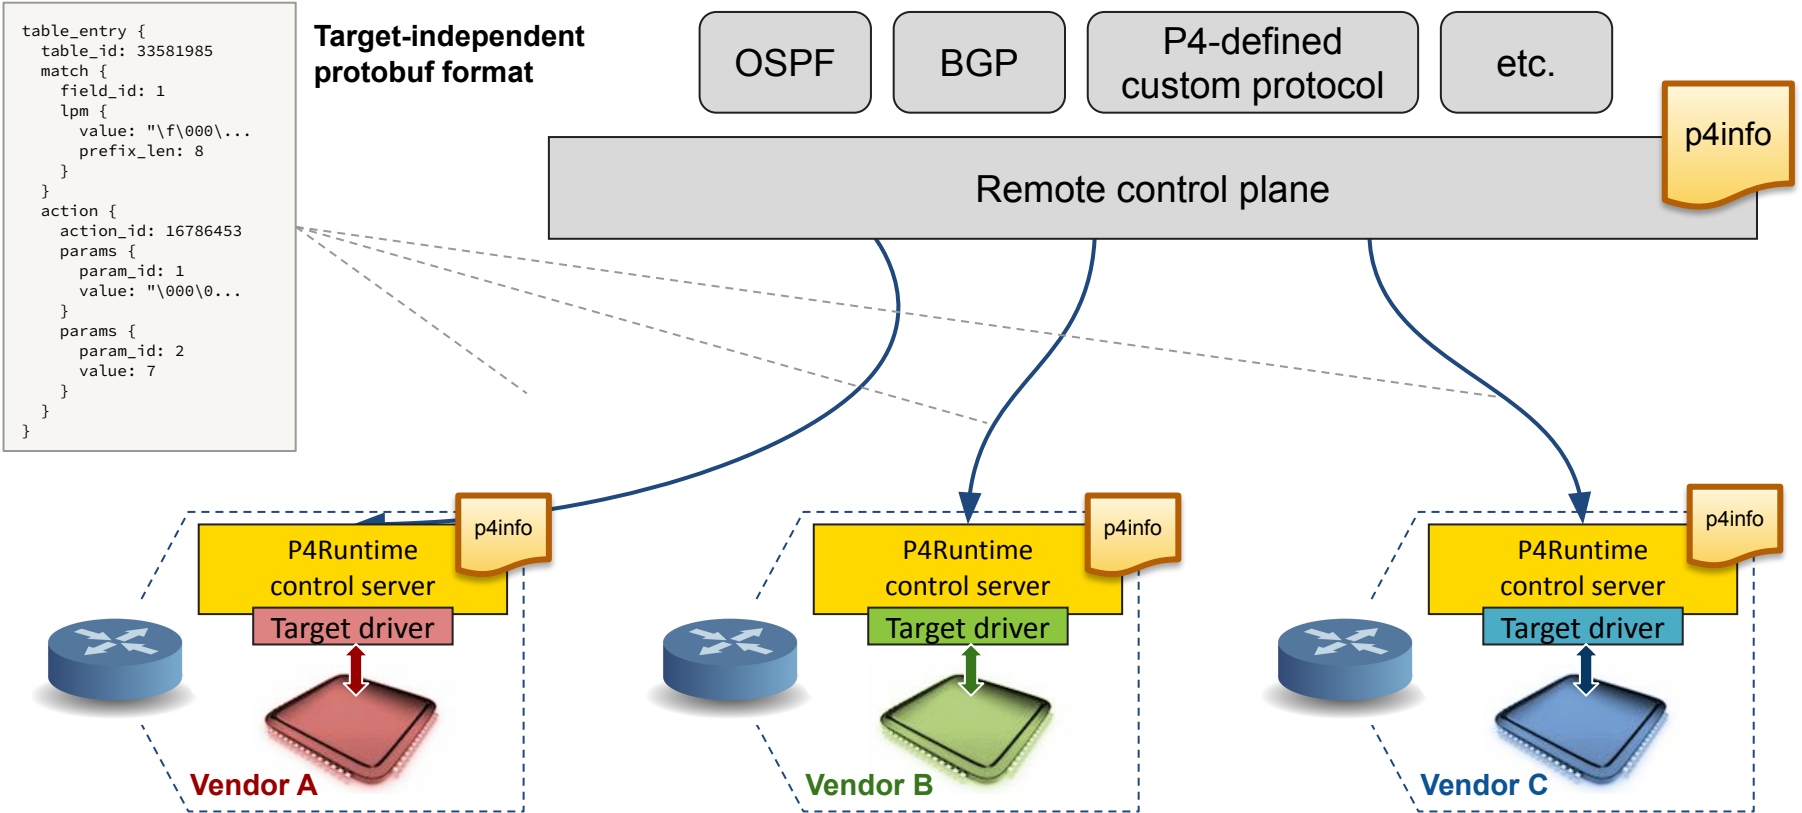 table_entry {
  table_id: 33581985
  match {
    field_id: 1
    lpm {
      value: "\f\000\...
      prefix_len: 8
    }
  }
  action {
    action_id: 16786453
    params {
      param_id: 1
      value: "\000\0...
    }
    params {
      param_id: 2
      value: 7
    }
  }
}
Target-independent
protobuf format
OSPF
BGP
P4-defined
custom protocol
etc.
p4info
Remote control plane
p4info
P4Runtime
control server
Target driver
Vendor A
p4info
P4Runtime
control server
Target driver
Vendor B
p4info
P4Runtime
control server
Target driver
Vendor C